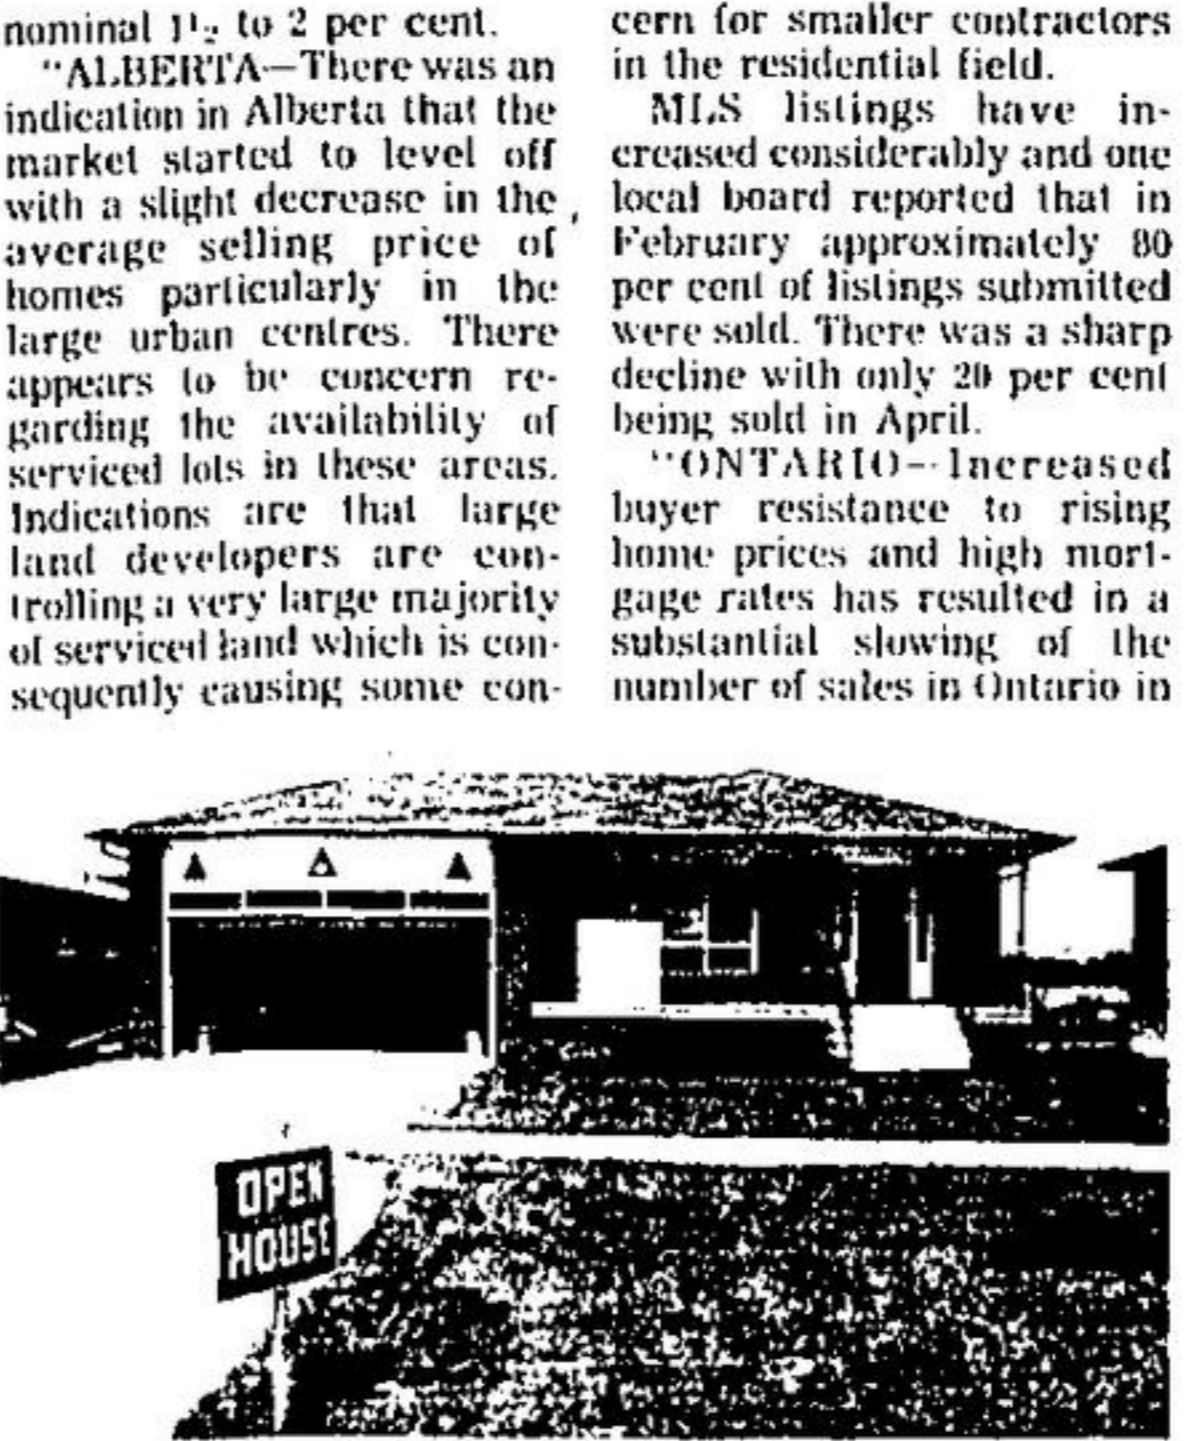 nominal 1½ to 2 per cent.
"ALBERTA—There was an
indication in Alberta that the
market started to level off
with a slight decrease in the
average selling price of
homes particularly in the
large urban centres. There
appears to be concern re-
garding the availability of
serviced lots in these areas.
Indications are that large
land developers are con-
trolling a very large majority
of serviced land which is con-
sequently causing some con-
cern for smaller contractors
in the residential field.
MLS listings have in-
creased considerably and one
local board reported that in
February approximately 80
per cent of listings submitted
were sold. There was a sharp
decline with only 20 per cent
being sold in April.
"ONTARIO—Increased
buyer resistance to rising
home prices and high mort-
gage rates has resulted in a
substantial slowing of the
number of sales in Ontario in
OPEN
HOUSE